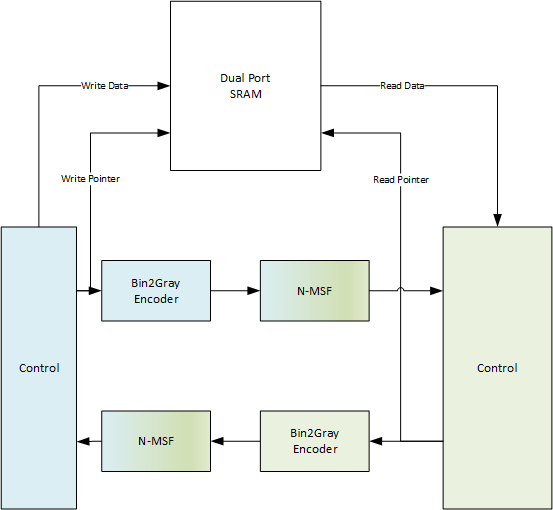 Dual Port
SRAM
Write Data
Read Data
Write Pointer
Read Pointer
Bin2Gray
Encoder
N-MSF
Control
Control
N-MSF
Bin2Gray
Encoder